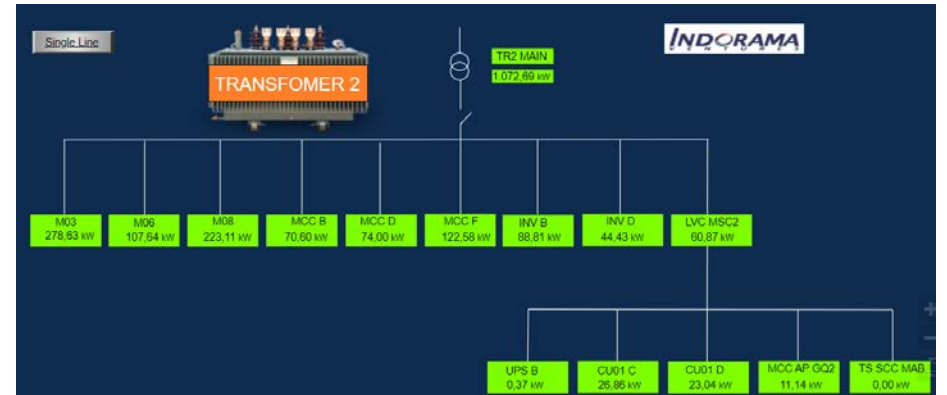 Single Line
TRANSFOMER 2
TR2 MAIN
1.072,69 kW
INDORAMA
VENTURES
M03
278,63 kW
M06
107,64 kW
M08
223,11 kW
MCC B
70,60 kW
MCC D
74,00 kW
MCC F
122,58 kW
INV B
88,81 kW
INV D
44,43 kW
LVC MSC2
60,87 kW
UPS B
0,37 kW
CU01 C
26,86 kW
CU01 D
23,04 kW
MCC AP GQ2
11,14 kW
TS SCC MAB
0,00 kW